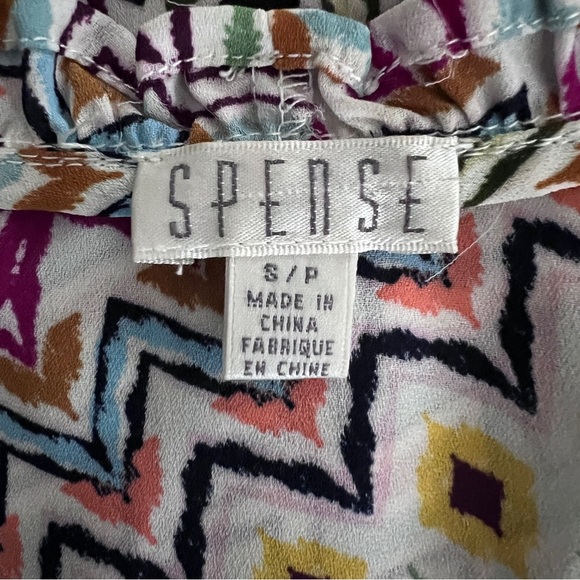 SPENSE
S/P
MADE IN
CHINA
FABRIQUE
EN CHINE